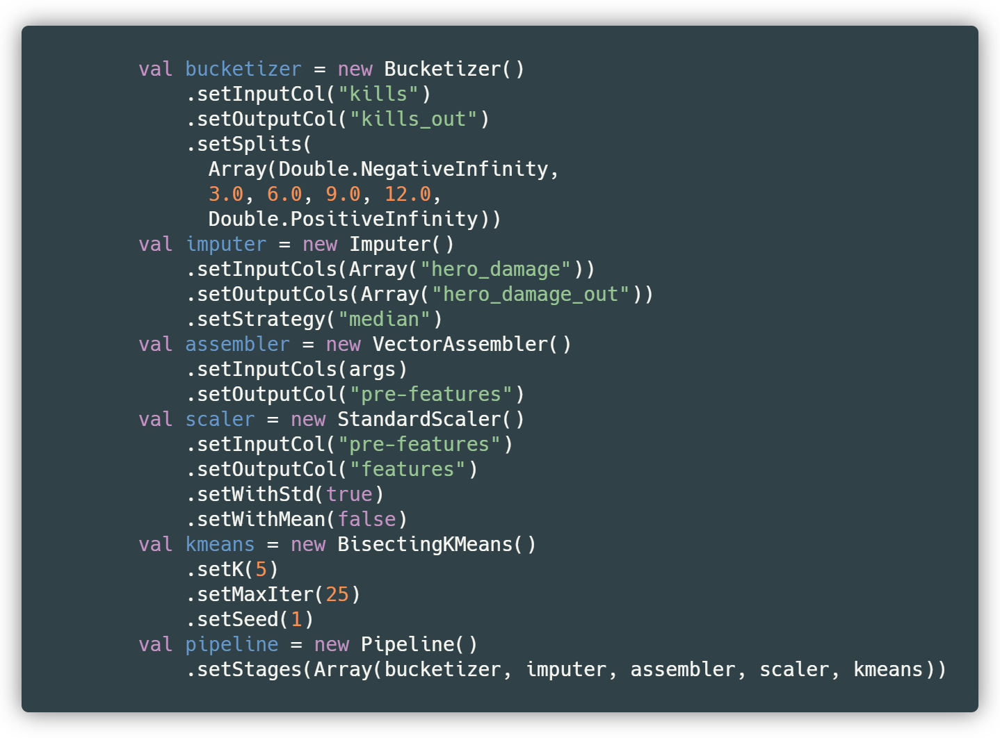 val bucketizer = new Bucketizer()
    .setInputCol("kills")
    .setOutputCol("kills_out")
    .setSplits(
      Array(Double.NegativeInfinity,
      3.0, 6.0, 9.0, 12.0,
      Double.PositiveInfinity))
val imputer = new Imputer()
    .setInputCols(Array("hero_damage"))
    .setOutputCols(Array("hero_damage_out"))
    .setStrategy("median")
val assembler = new VectorAssembler()
    .setInputCols(args)
    .setOutputCol("pre-features")
val scaler = new StandardScaler()
    .setInputCol("pre-features")
    .setOutputCol("features")
    .setWithStd(true)
    .setWithMean(false)
val kmeans = new BisectingKMeans()
    .setK(5)
    .setMaxIter(25)
    .setSeed(1)
val pipeline = new Pipeline()
    .setStages(Array(bucketizer, imputer, assembler, scaler, kmeans))